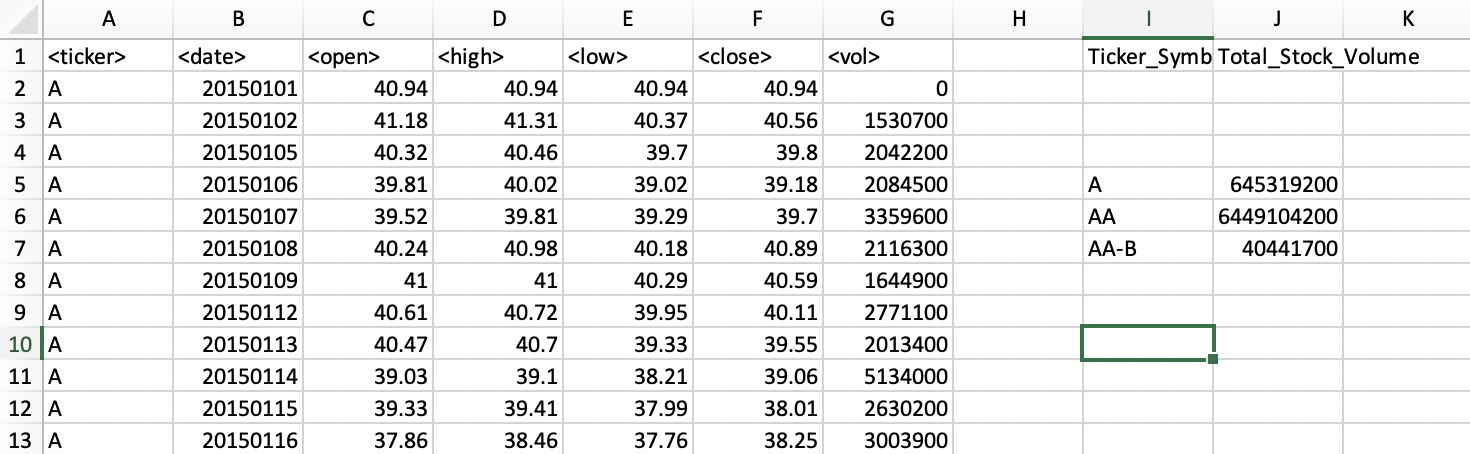 A B C D E F G H I J K
1 <ticker> <date> <open> <high> <low> <close> <vol> Ticker_Symb Total_Stock_Volume
2 A 20150101 40.94 40.94 40.94 40.94 0
3 A 20150102 41.18 41.31 40.37 40.56 1530700
4 A 20150105 40.32 40.46 39.7 39.8 2042200
5 A 20150106 39.81 40.02 39.02 39.18 2084500 A 645319200
6 A 20150107 39.52 39.81 39.29 39.7 3359600 AA 6449104200
7 A 20150108 40.24 40.98 40.18 40.89 2116300 AA-B 40441700
8 A 20150109 41 41 40.29 40.59 1644900
9 A 20150112 40.61 40.72 39.95 40.11 2771100
10 A 20150113 40.47 40.7 39.33 39.55 2013400
11 A 20150114 39.03 39.1 38.21 39.06 5134000
12 A 20150115 39.33 39.41 37.99 38.01 2630200
13 A 20150116 37.86 38.46 37.76 38.25 3003900